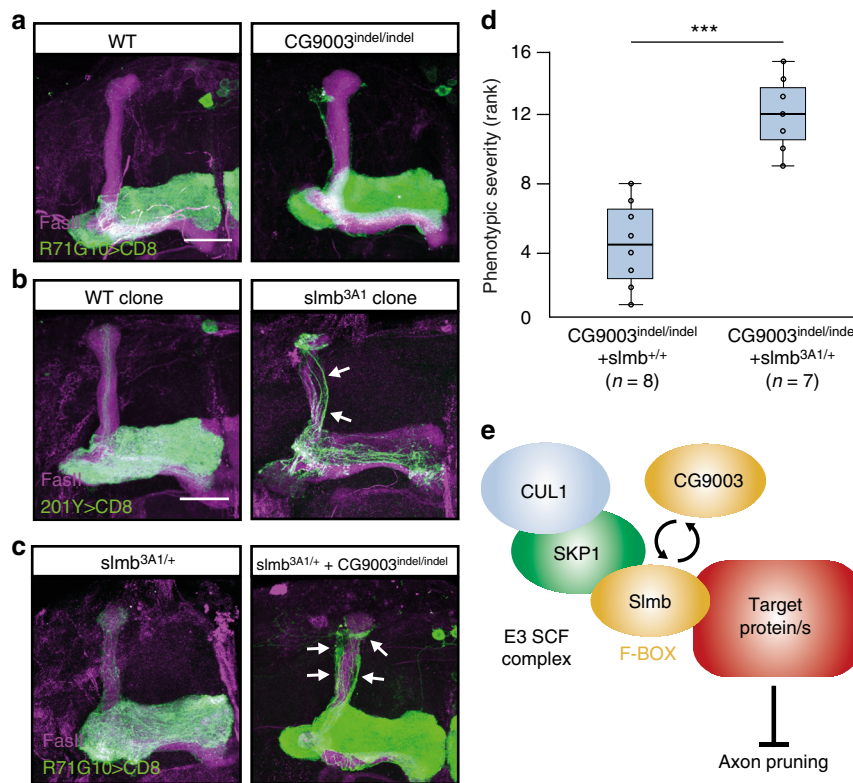 a
WT
CG9003indel/indel
FasII
R71G10>CD8
b
WT clone
slmb3A1 clone
FasII
201Y>CD8
c
slmb3A1/+
slmb3A1/+ + CG9003indel/indel
FasII
R71G10>CD8
d
Phenotypic severity (rank)
16
12
8
4
0
***
CG9003indel/indel
+slmb+/+
(n = 8)
CG9003indel/indel
+slmb3A1/+
(n = 7)
e
CUL1
CG9003
SKP1
Slmb
Target
protein/s
E3 SCF
complex
F-BOX
Axon pruning